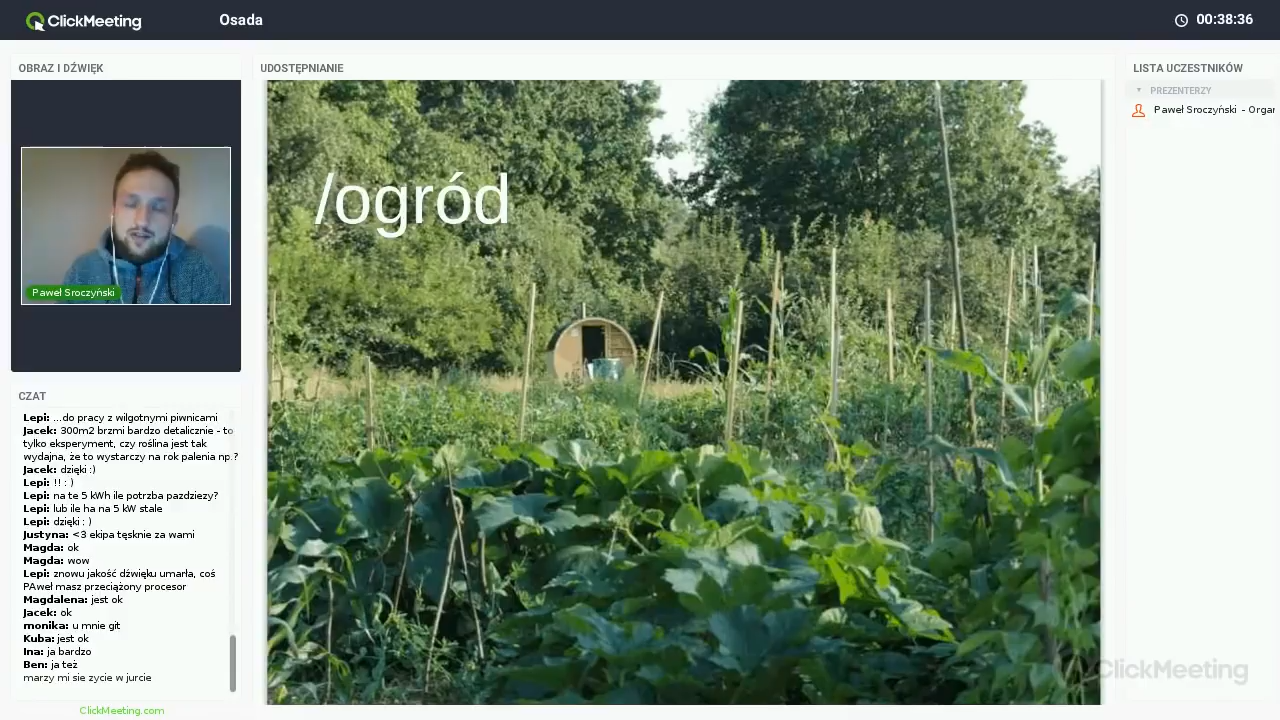 ClickMeeting
Osada
00:38:36
OBRAZ I DŹWIĘK
Paweł Sroczyński
CZAT
Lepi: ...do pracy z wilgotnymi piwnicami
Jacek: 300m2 brzmi bardzo detalicznie - to
tylko eksperyment, czy roślina jest tak
wydajna, że to wystarczy na rok palenia np.?
Jacek: dzięki :)
Lepi: !! : )
Lepi: na te 5 kWh ile potrzba pazdziezy?
Lepi: lub ile ha na 5 kW stale
Lepi: dzięki : )
Justyna: <3 ekipa tęsknie za wami
Magda: ok
Magda: wow
Lepi: znowu jakość dźwięku umarła, coś
PAweł masz przeciążony procesor
Magdalena: jest ok
Jacek: ok
monika: u mnie git
Kuba: jest ok
Ina: ja bardzo
Ben: ja też
marzy mi sie zycie w jurcie
ClickMeeting.com
UDOSTĘPNIANIE
/ogród
ClickMeeting
LISTA UCZESTNIKÓW
PREZENTERZY
Paweł Sroczyński - Organ